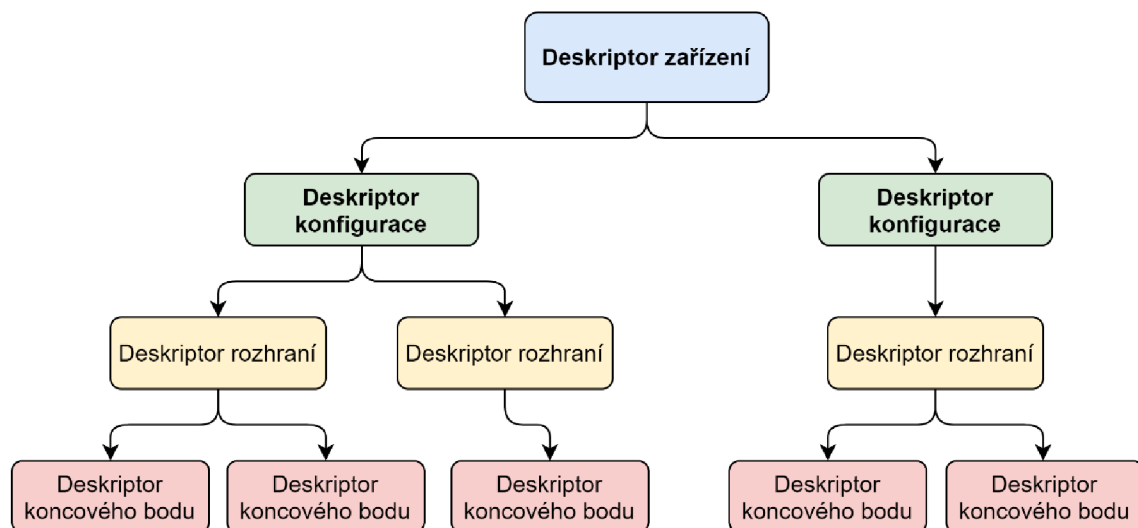 Deskriptor zařízení
Deskriptor
konfigurace
Deskriptor
konfigurace
Deskriptor rozhraní
Deskriptor rozhraní
Deskriptor rozhraní
Deskriptor
koncového bodu
Deskriptor
koncového bodu
Deskriptor
koncového bodu
Deskriptor
koncového bodu
Deskriptor
koncového bodu